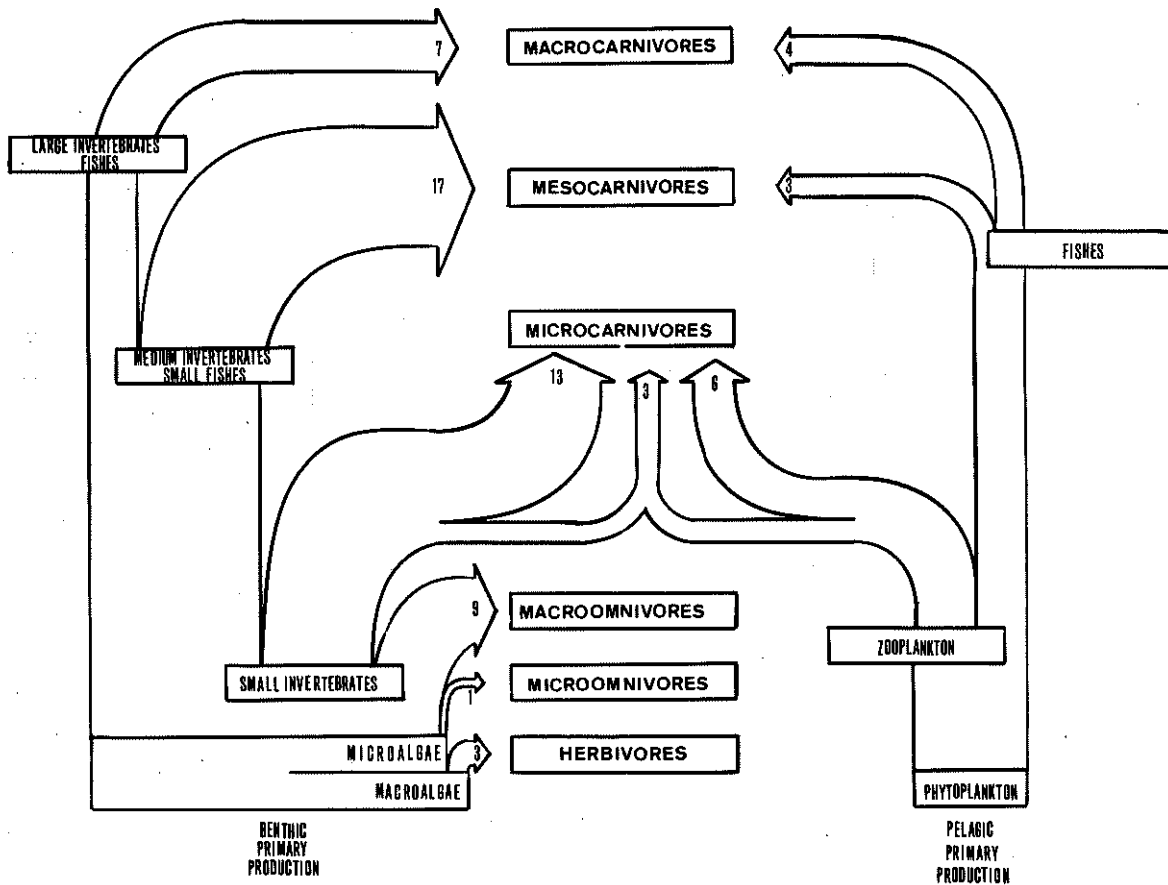 7
MACROCARNIVORES
4
LARGE INVERTEBRATES
FISHES
17
MESOCARNIVORES
3
FISHES
MICROCARNIVORES
MEDIUM INVERTEBRATES
SMALL FISHES
13
3
6
9
MACROOMNIVORES
ZOOPLANKTON
SMALL INVERTEBRATES
1
MICROOMNIVORES
MICROALGAE
3
HERBIVORES
MACROALGAE
PHYTOPLANKTON
BENTHIC
PRIMARY
PRODUCTION
PELAGIC
PRIMARY
PRODUCTION